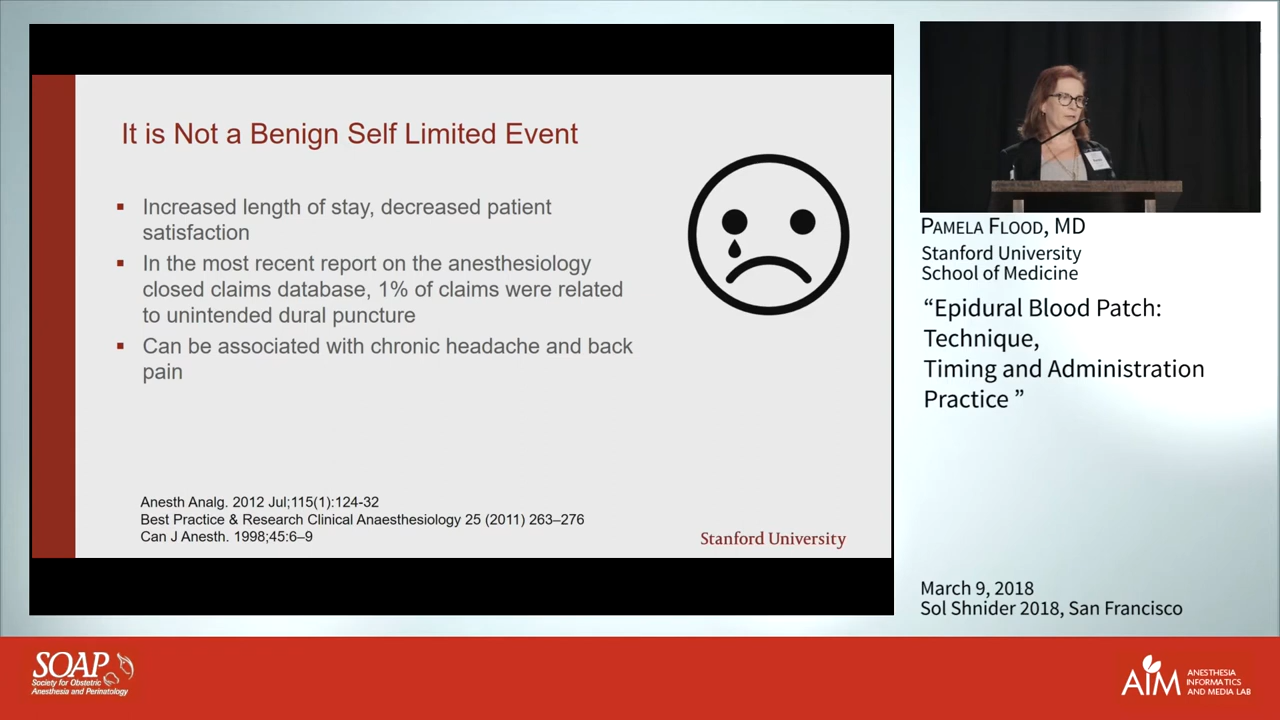 It is Not a Benign Self Limited Event
▪ Increased length of stay, decreased patient
satisfaction
▪ In the most recent report on the anesthesiology
closed claims database, 1% of claims were related
to unintended dural puncture
▪ Can be associated with chronic headache and back
pain
Anesth Analg. 2012 Jul;115(1):124-32
Best Practice & Research Clinical Anaesthesiology 25 (2011) 263–276
Can J Anesth. 1998;45:6–9
Stanford University
PAMELA FLOOD, MD
Stanford University
School of Medicine
“Epidural Blood Patch:
Technique,
Timing and Administration
Practice ”
March 9, 2018
Sol Shnider 2018, San Francisco
SOAP
Society for Obstetric
Anesthesia and Perinatology
AIM
ANESTHESIA
INFORMATICS
AND MEDIA LAB